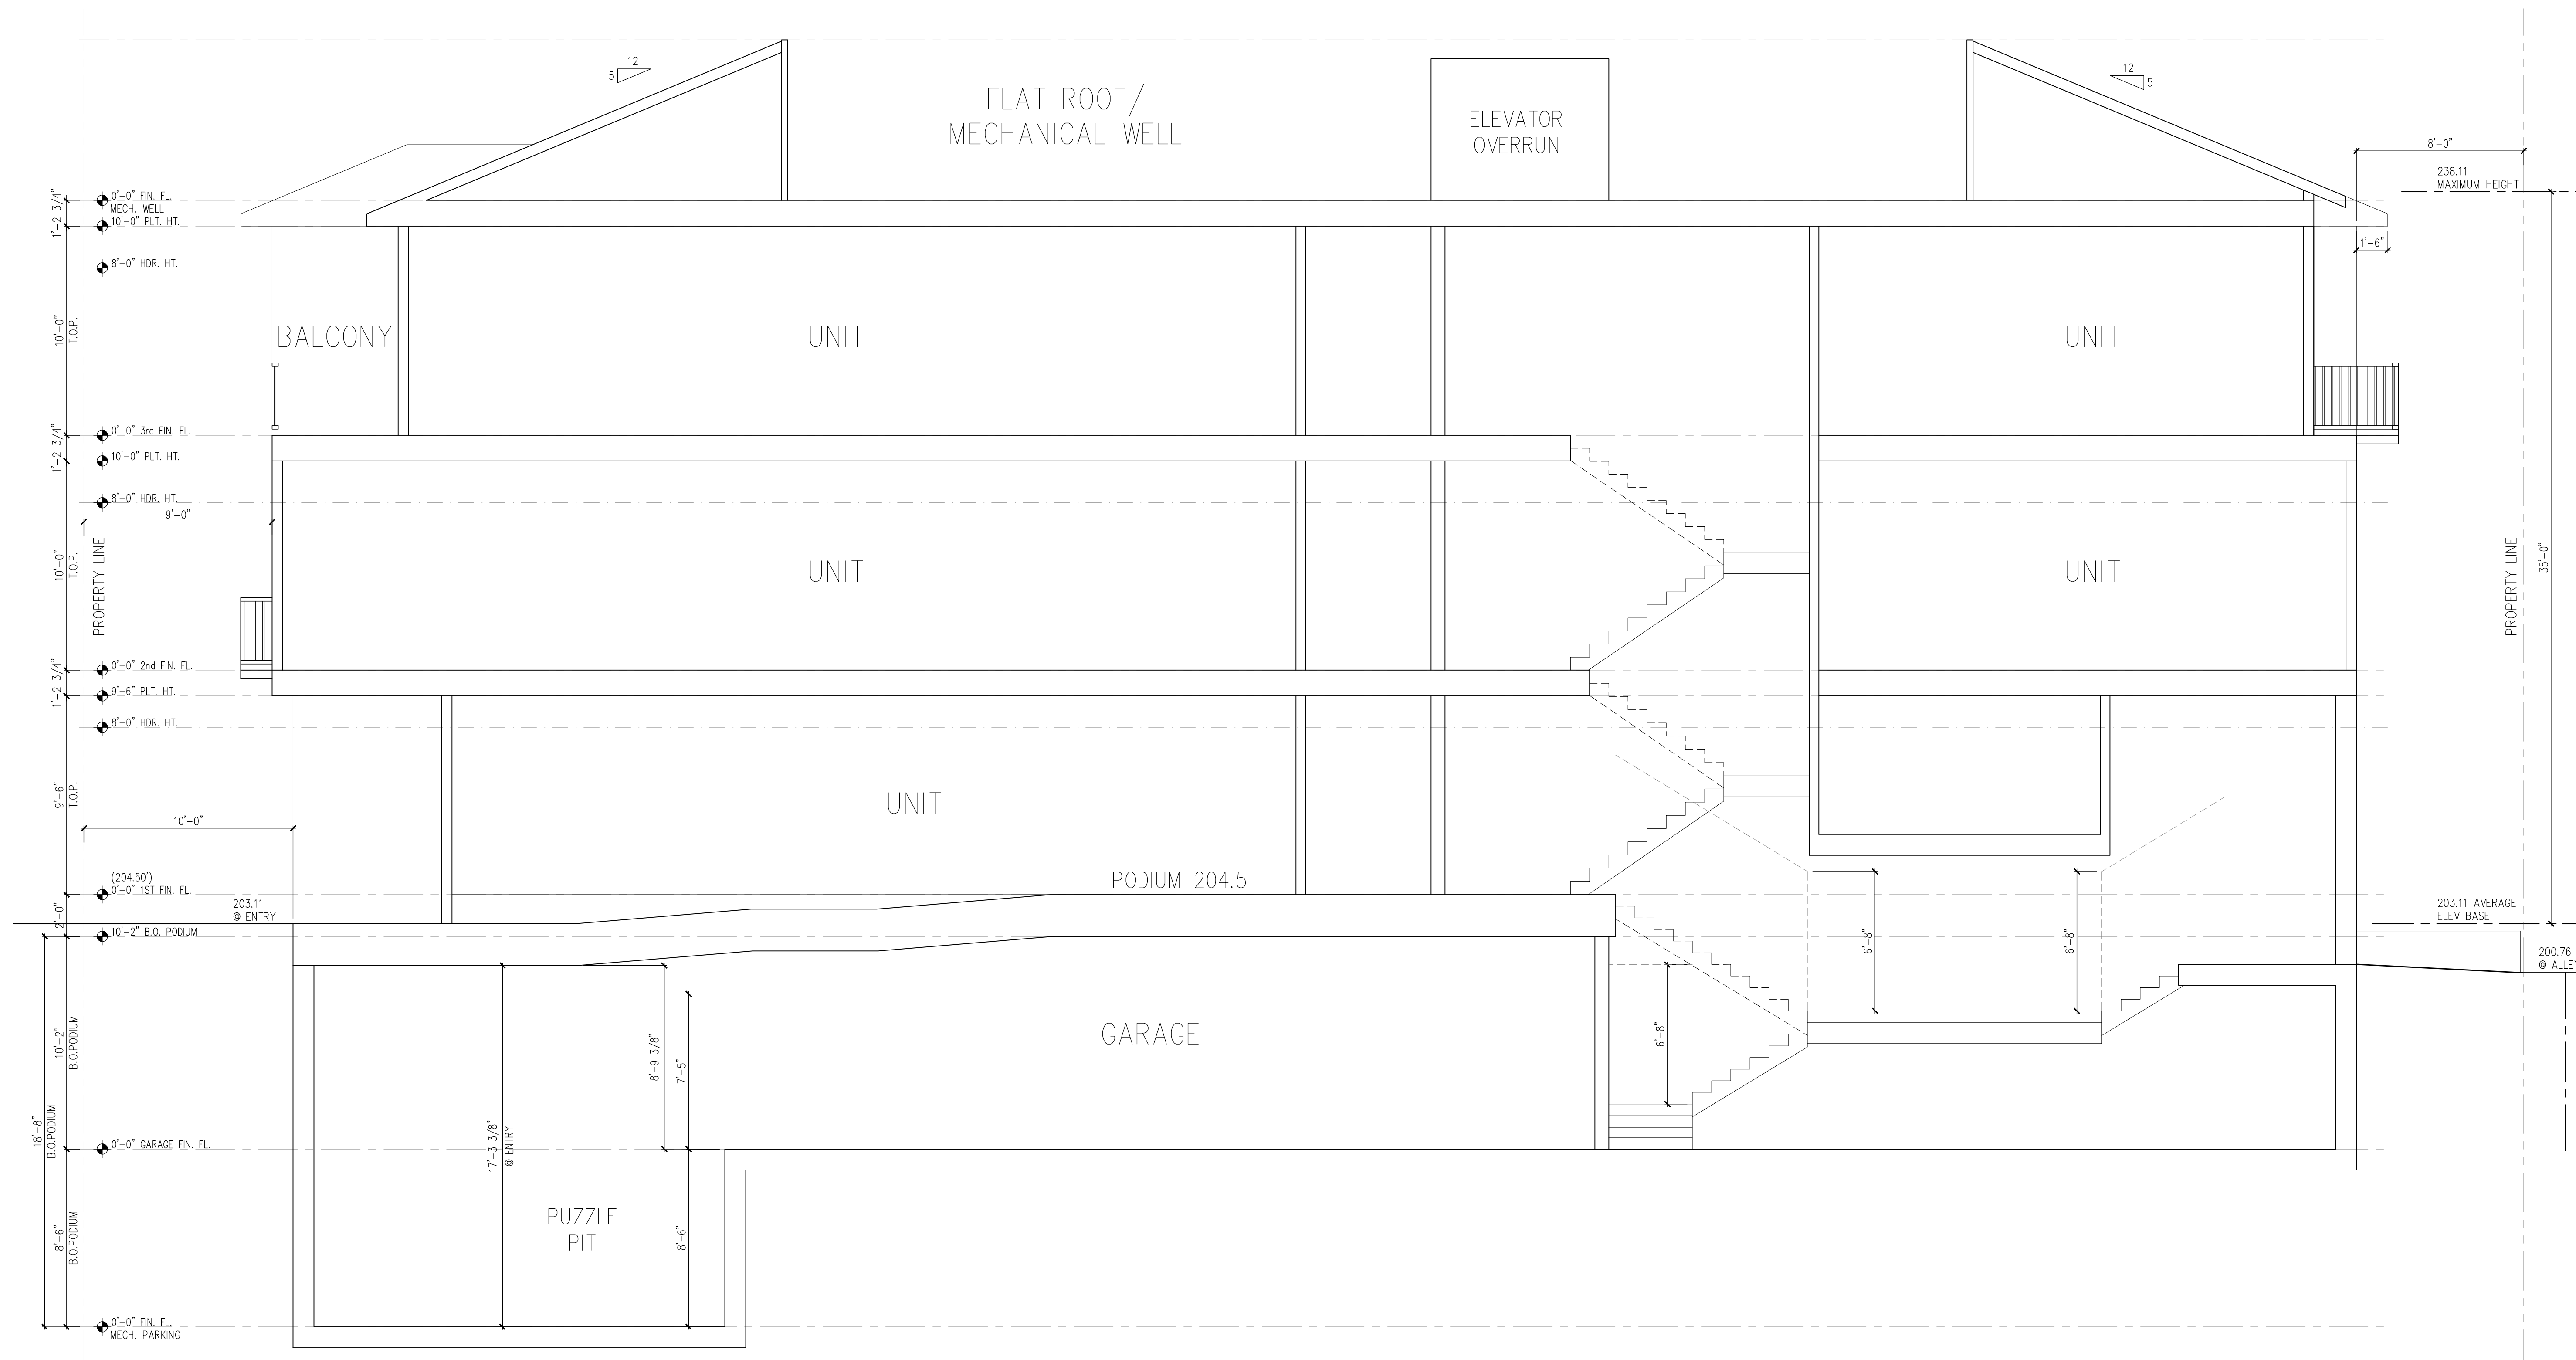 12
5
FLAT ROOF/
MECHANICAL WELL
ELEVATOR
OVERRUN
12
5
8'-0"
238.11
MAXIMUM HEIGHT
1'-6"
1'-2 3/4"
0'-0" FIN. FL.
MECH. WELL
10'-0" PLT. HT.
8'-0" HDR. HT.
10'-0"
T.O.P.
BALCONY
UNIT
UNIT
1'-2 3/4"
0'-0" 3rd FIN. FL.
10'-0" PLT. HT.
8'-0" HDR. HT.
9'-0"
10'-0"
T.O.P.
PROPERTY LINE
UNIT
UNIT
PROPERTY LINE
35'-0"
1'-2 3/4"
0'-0" 2nd FIN. FL.
9'-6" PLT. HT.
8'-0" HDR. HT.
9'-6"
T.O.P.
10'-0"
UNIT
PODIUM 204.5
(204.50')
0'-0" 1ST FIN. FL.
2'-0"
203.11
@ ENTRY
10'-2" B.O. PODIUM
6'-8"
6'-8"
203.11 AVERAGE
ELEV BASE
200.76
@ ALLE
10'-2"
B.O.PODIUM
18'-8"
B.O.PODIUM
8'-9 3/8"
7'-5"
GARAGE
6'-8"
0'-0" GARAGE FIN. FL.
17'-3 3/8"
@ ENTRY
8'-6"
B.O.PODIUM
PUZZLE
PIT
8'-6"
0'-0" FIN. FL.
MECH. PARKING